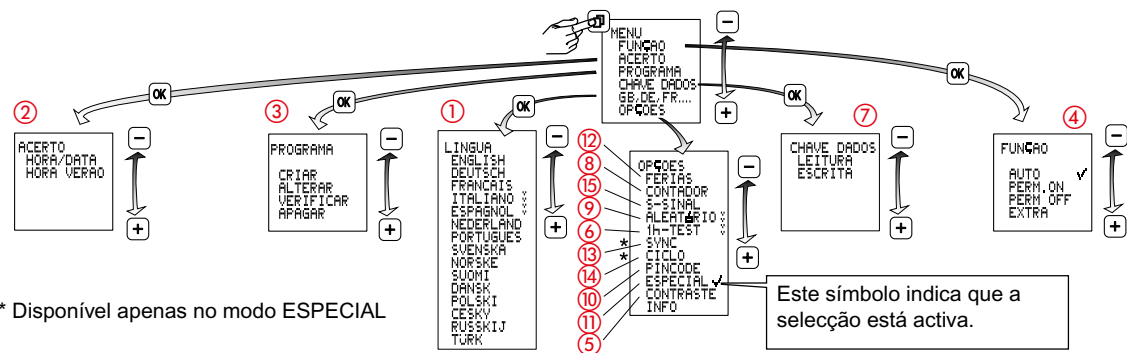 MENU
FUNÇAO
ACERTO
PROGRAMA
CHAVE DADOS
GB,DE,FR....
OPÇOES
−
+
OK
OK
OK
OK
OK
②
ACERTO
HORA/DATA
HORA VERAO
−
+
③
PROGRAMA
CRIAR
ALTERAR
VERIFICAR
APAGAR
−
+
①
LINGUA
ENGLISH
DEUTSCH
FRANCAIS
ITALIANO
ESPAGNOL
NEDERLAND
PORTUGUES
SVENSKA
NORSKE
SUOMI
DANSK
POLSKI
CESKY
RUSSKIJ
TÜRK
−
+
OPÇOES
⑫ FERIAS
⑧ CONTADOR
⑮ S-SINAL
⑨ ALEATÓRIO
⑥ 1h-TEST
⑬ * SYNC
⑭ * CICLO
⑩ PINCODE
⑪ ESPECIAL ✓
⑤ CONTRASTE
INFO
−
+
⑦
CHAVE DADOS
LEITURA
ESCRITA
−
+
④
FUNÇAO
AUTO ✓
PERM.ON
PERM.OFF
EXTRA
−
+
* Disponível apenas no modo ESPECIAL
Este símbolo indica que a
selecção está activa.